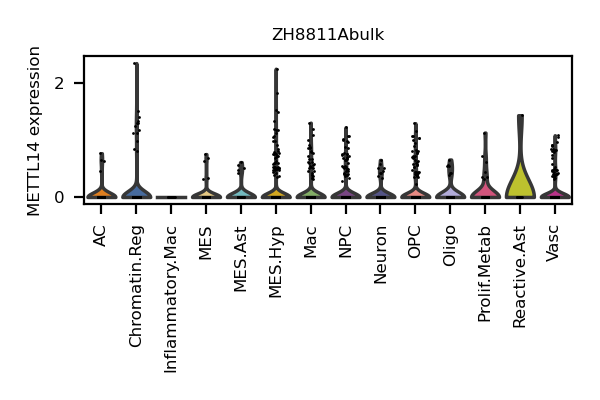 ZH8811Abulk
METTL14 expression
2
0
AC
Chromatin.Reg
Inflammatory.Mac
MES
MES.Ast
MES.Hyp
Mac
NPC
Neuron
OPC
Oligo
Prolif.Metab
Reactive.Ast
Vasc